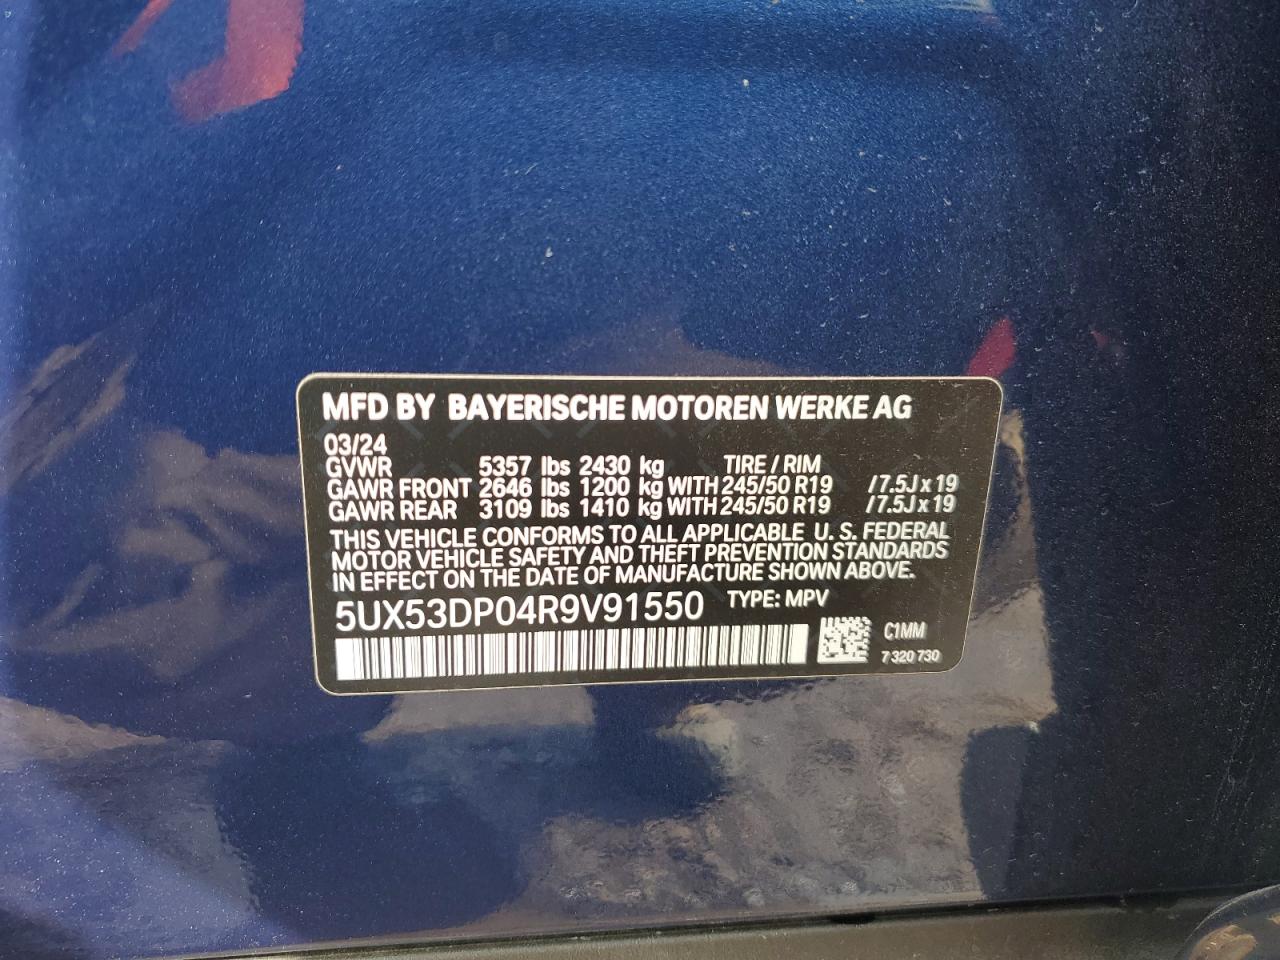 MFD BY BAYERISCHE MOTOREN WERKE AG
03/24
GVWR 5357 lbs 2430 kg TIRE / RIM
GAWR FRONT 2646 lbs 1200 kg WITH 245/50 R19 /7.5J x 19
GAWR REAR 3109 lbs 1410 kg WITH 245/50 R19 /7.5J x 19
THIS VEHICLE CONFORMS TO ALL APPLICABLE U. S. FEDERAL
MOTOR VEHICLE SAFETY AND THEFT PREVENTION STANDARDS
IN EFFECT ON THE DATE OF MANUFACTURE SHOWN ABOVE.
5UX53DP04R9V91550 TYPE: MPV
C1MM
7 320 730